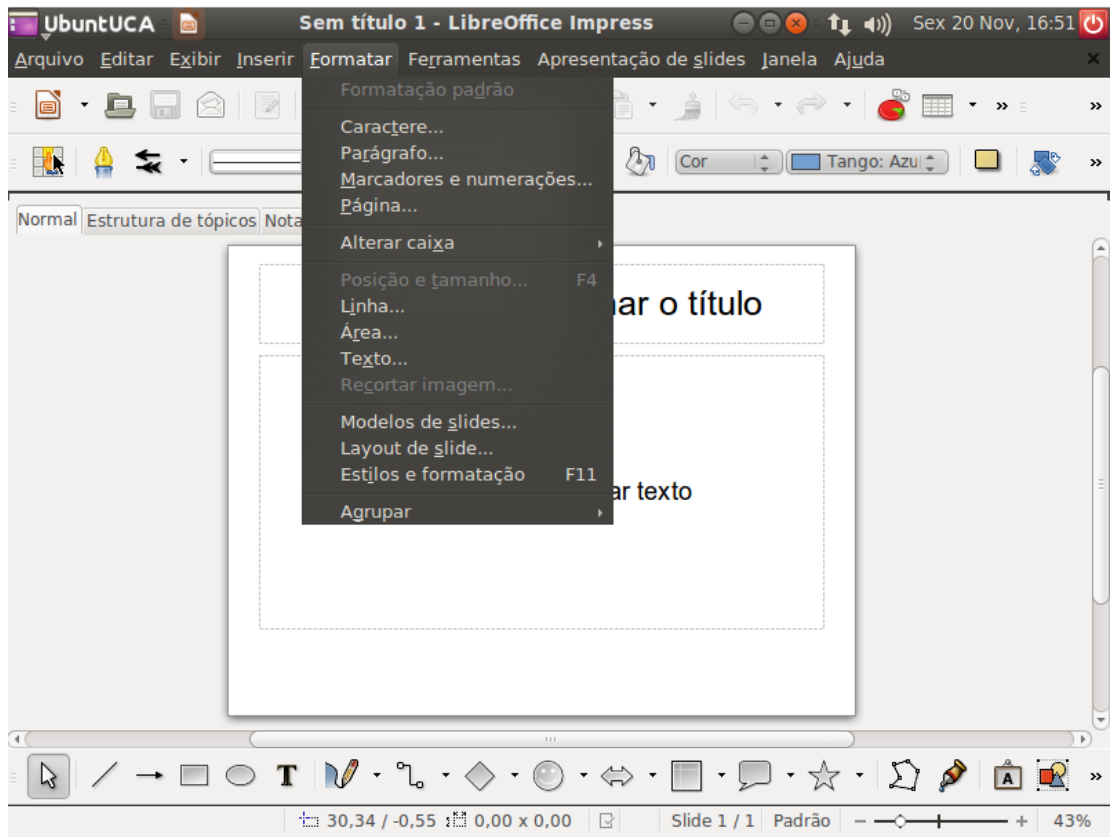 UbuntUCA Sem título 1 - LibreOffice Impress Sex 20 Nov, 16:51
Arquivo Editar Exibir Inserir Formatar Ferramentas Apresentação de slides Janela Ajuda
Formatação padrão
Caractere...
Parágrafo...
Marcadores e numerações...
Página...
Alterar caixa
Posição e tamanho... F4
Linha...
Área...
Texto...
Recortar imagem...
Modelos de slides...
Layout de slide...
Estilos e formatação F11
Agrupar
Cor Tango: Azul
Normal Estrutura de tópicos Nota
ar o título
ar texto
T
A
30,34 / -0,55 0,00 x 0,00 Slide 1 / 1 Padrão 43%